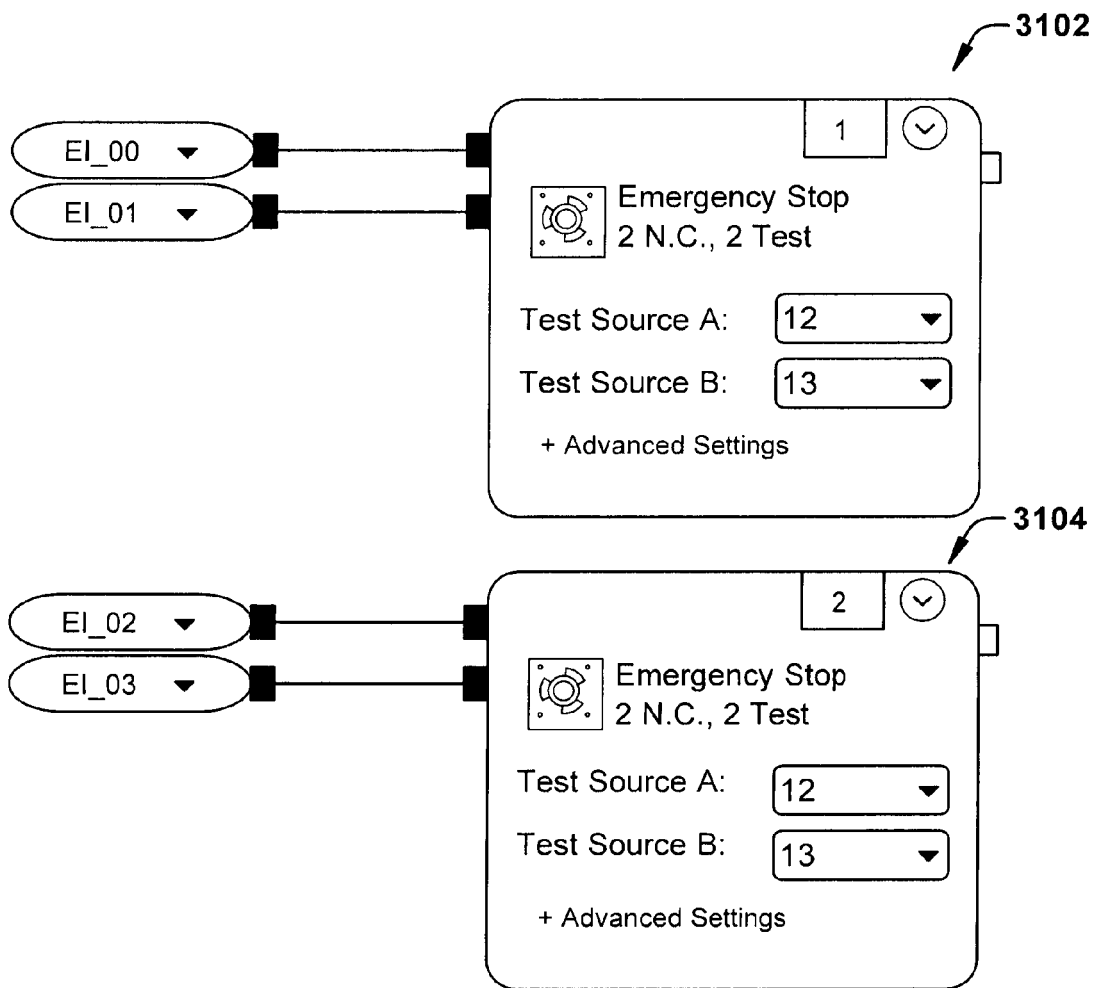 3102
EI_00
1
EI_01
Emergency Stop
2 N.C., 2 Test
Test Source A: 12
Test Source B: 13
+ Advanced Settings
3104
EI_02
2
EI_03
Emergency Stop
2 N.C., 2 Test
Test Source A: 12
Test Source B: 13
+ Advanced Settings